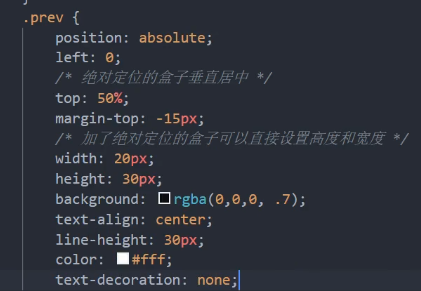 }
.prev {
position: absolute;
left: 0;
/* 绝对定位的盒子垂直居中 */
top: 50%;
margin-top: -15px;
/* 加了绝对定位的盒子可以直接设置高度和宽度 */
width: 20px;
height: 30px;
background: rgba(0,0,0, .7);
text-align: center;
line-height: 30px;
color: #fff;
text-decoration: none;